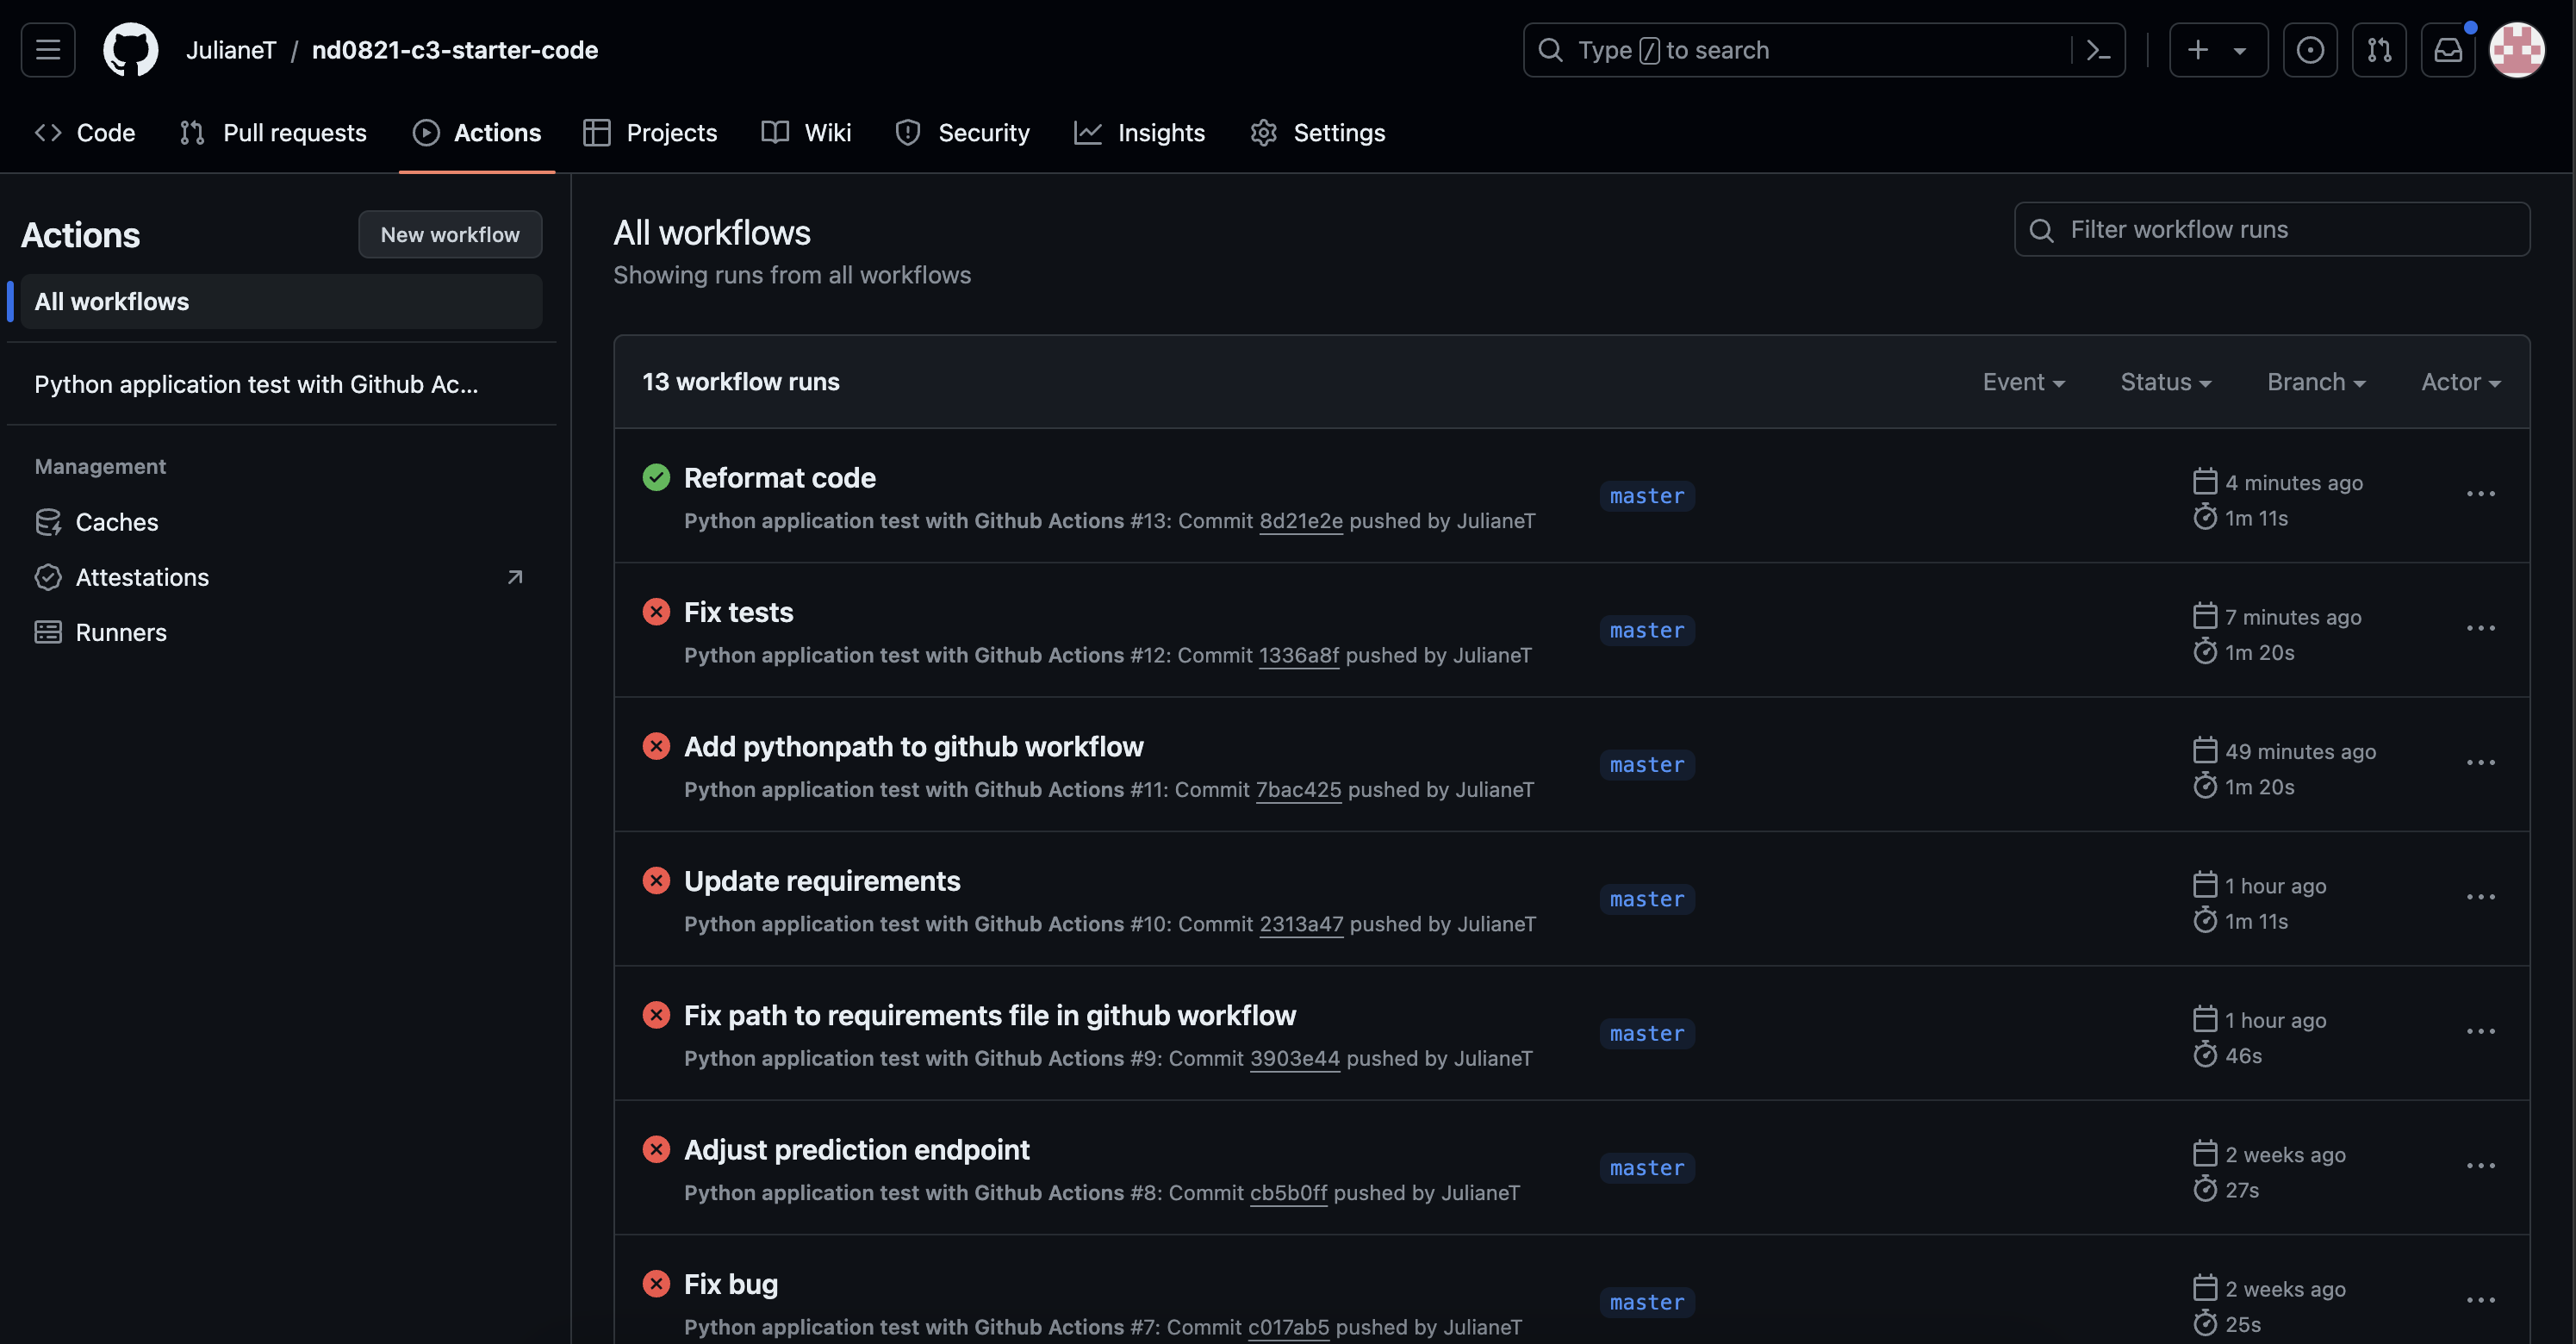 JulianeT / nd0821-c3-starter-code
Type / to search
Code
Pull requests
Actions
Projects
Wiki
Security
Insights
Settings
Actions
New workflow
All workflows
Python application test with Github Ac...
Management
Caches
Attestations
Runners
All workflows
Showing runs from all workflows
Filter workflow runs
13 workflow runs
Event
Status
Branch
Actor
Reformat code
Python application test with Github Actions #13: Commit 8d21e2e pushed by JulianeT
master
4 minutes ago
1m 11s
Fix tests
Python application test with Github Actions #12: Commit 1336a8f pushed by JulianeT
master
7 minutes ago
1m 20s
Add pythonpath to github workflow
Python application test with Github Actions #11: Commit 7bac425 pushed by JulianeT
master
49 minutes ago
1m 20s
Update requirements
Python application test with Github Actions #10: Commit 2313a47 pushed by JulianeT
master
1 hour ago
1m 11s
Fix path to requirements file in github workflow
Python application test with Github Actions #9: Commit 3903e44 pushed by JulianeT
master
1 hour ago
46s
Adjust prediction endpoint
Python application test with Github Actions #8: Commit cb5b0ff pushed by JulianeT
master
2 weeks ago
27s
Fix bug
Python application test with Github Actions #7: Commit c017ab5 pushed by JulianeT
master
2 weeks ago
25s